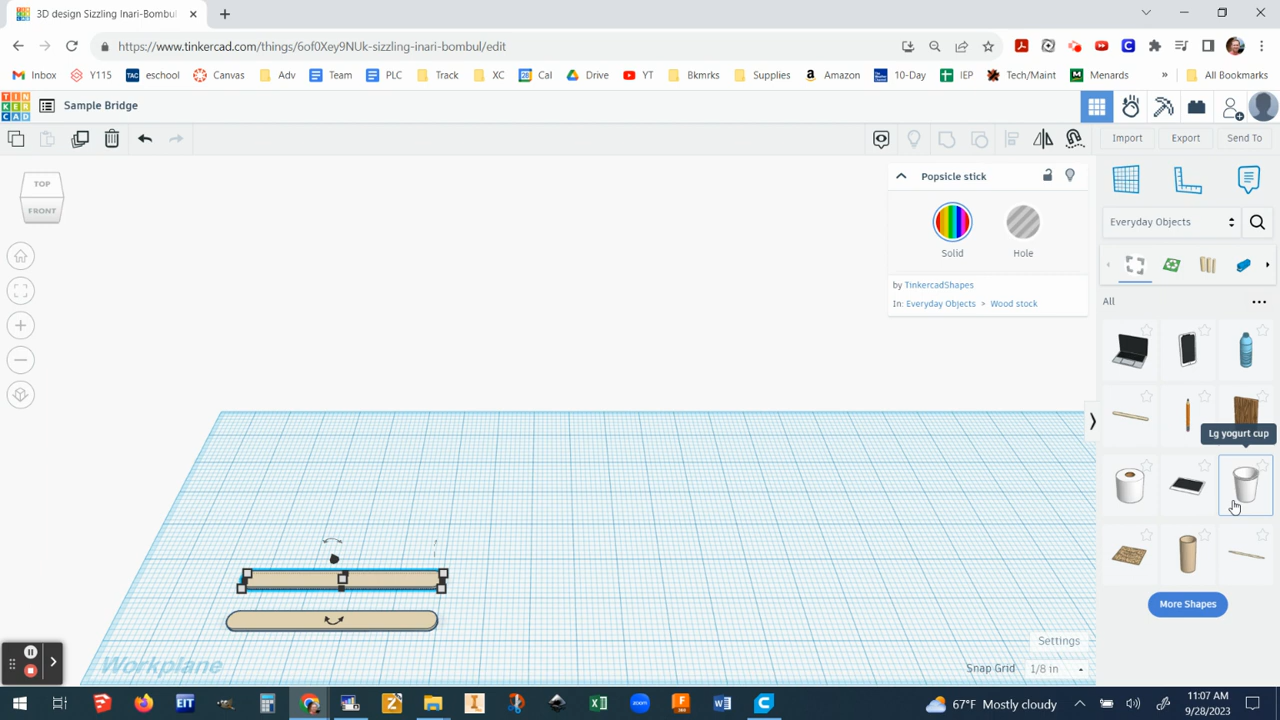 3D design Sizzling Inari-Bombul
https://www.tinkercad.com/things/6of0Xey9NUk-sizzling-inari-bombul/edit
Inbox Y115 TAC eschool Canvas Adv Team PLC Track XC Cal Drive YT Bkmrks Supplies Amazon 10-Day IEP Tech/Maint Menards » All Bookmarks
TIN
KER
CAD
Sample Bridge
Import Export Send To
TOP
FRONT
Popsicle stick
Solid Hole
by TinkercadShapes
In: Everyday Objects > Wood stock
Everyday Objects
All
Lg yogurt cup
More Shapes
Workplane
Settings
Snap Grid 1/8 in
EIT
zoom
67°F Mostly cloudy
11:07 AM
9/28/2023